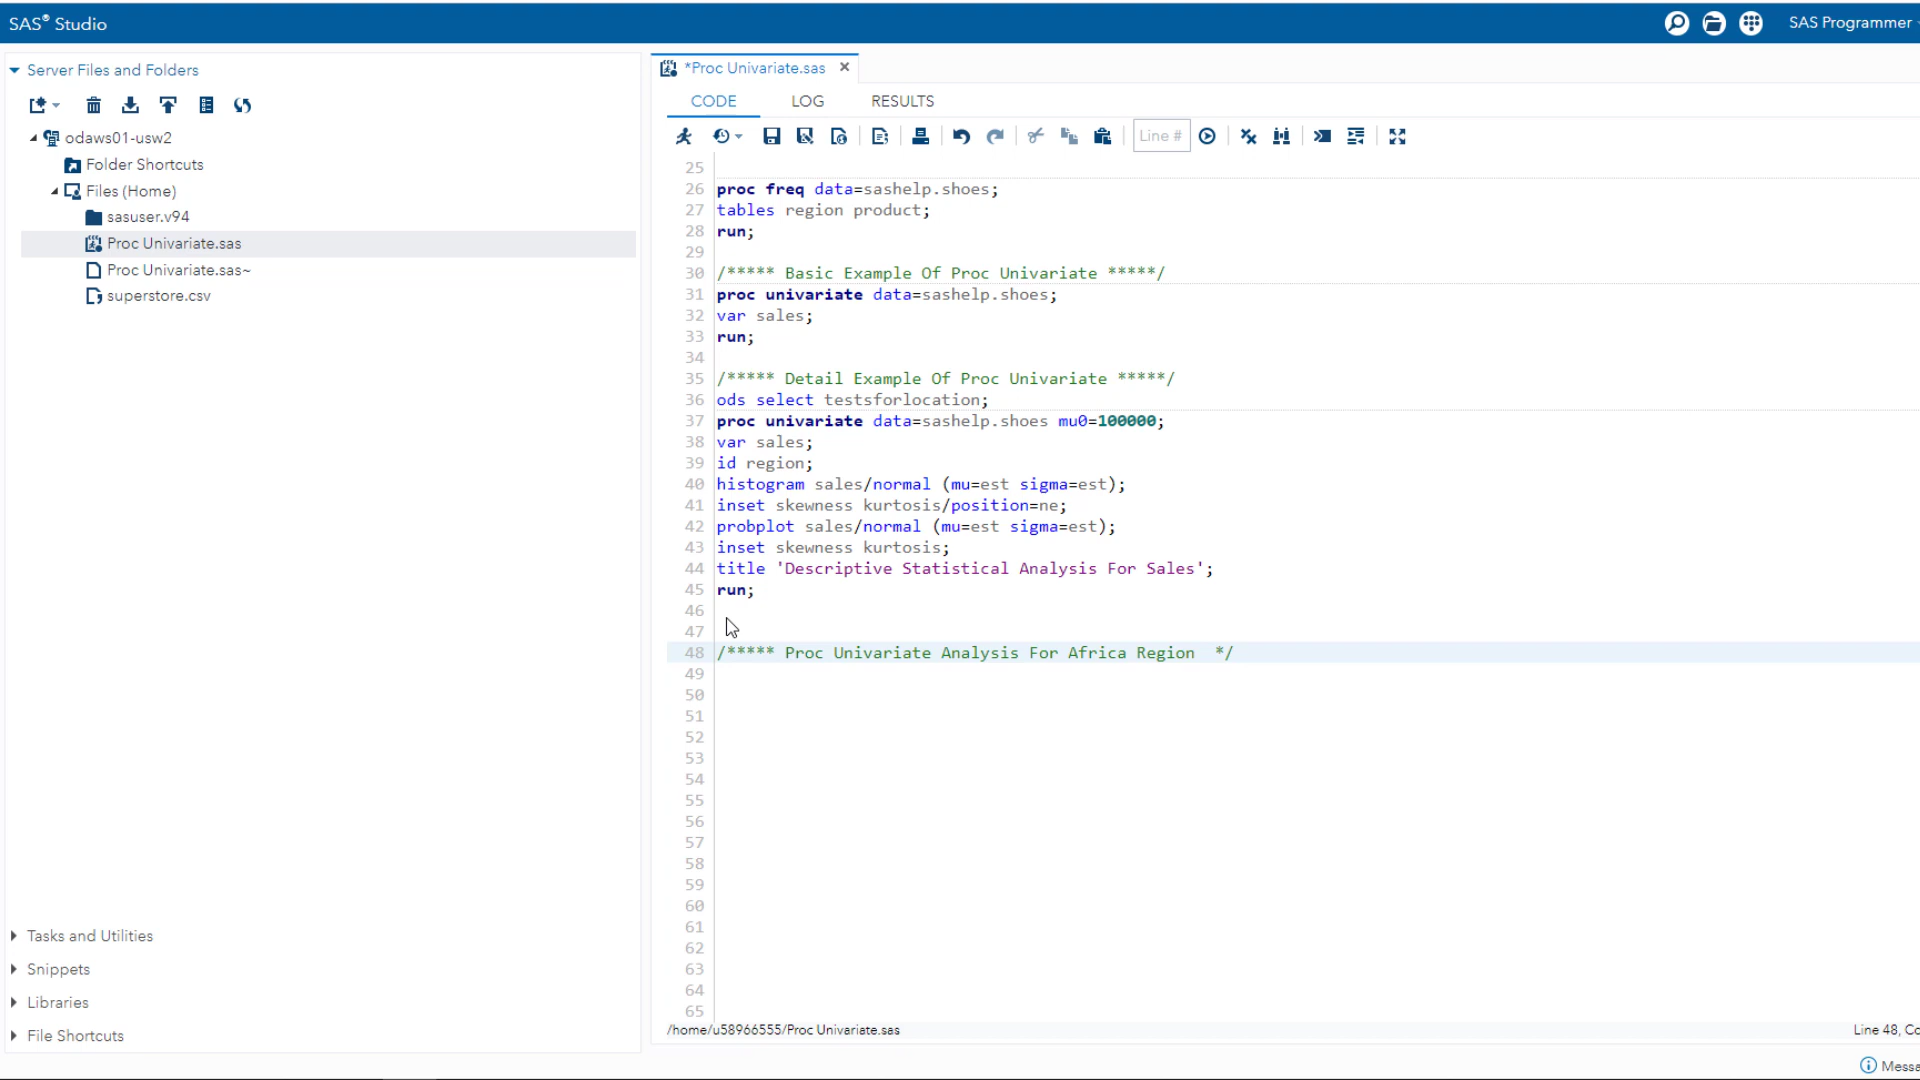 SAS® Studio
SAS Programmer
Server Files and Folders
odaws01-usw2
Folder Shortcuts
Files (Home)
sasuser.v94
Proc Univariate.sas
Proc Univariate.sas~
superstore.csv
Tasks and Utilities
Snippets
Libraries
File Shortcuts
*Proc Univariate.sas
CODE LOG RESULTS
Line #
25
26 proc freq data=sashelp.shoes;
27 tables region product;
28 run;
29
30 /***** Basic Example Of Proc Univariate *****/
31 proc univariate data=sashelp.shoes;
32 var sales;
33 run;
34
35 /***** Detail Example Of Proc Univariate *****/
36 ods select testsforlocation;
37 proc univariate data=sashelp.shoes mu0=100000;
38 var sales;
39 id region;
40 histogram sales/normal (mu=est sigma=est);
41 inset skewness kurtosis/position=ne;
42 probplot sales/normal (mu=est sigma=est);
43 inset skewness kurtosis;
44 title 'Descriptive Statistical Analysis For Sales';
45 run;
46
47
48 /***** Proc Univariate Analysis For Africa Region  */
49
50
51
52
53
54
55
56
57
58
59
60
61
62
63
64
65
/home/u58966555/Proc Univariate.sas
Line 48, Co
Messa